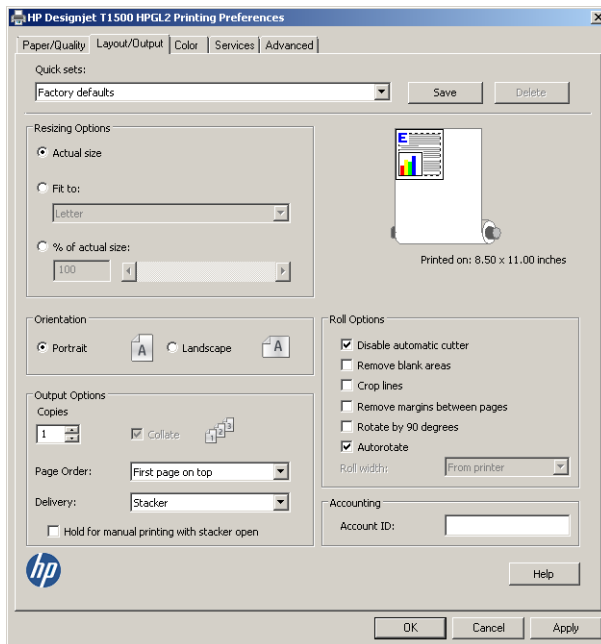 HP Designjet T1500 HPGL2 Printing Preferences
Paper/Quality Layout/Output Color Services Advanced
Quick sets:
Factory defaults Save Delete
Resizing Options
Actual size
Fit to:
Letter
% of actual size:
100
E
Printed on: 8.50 x 11.00 inches
Orientation
Portrait A Landscape A
Output Options
Copies
1 Collate 1 2 3
Page Order: First page on top
Delivery: Stacker
Hold for manual printing with stacker open
Roll Options
Disable automatic cutter
Remove blank areas
Crop lines
Remove margins between pages
Rotate by 90 degrees
Autorotate
Roll width: From printer
Accounting
Account ID:
hp
Help
OK Cancel Apply